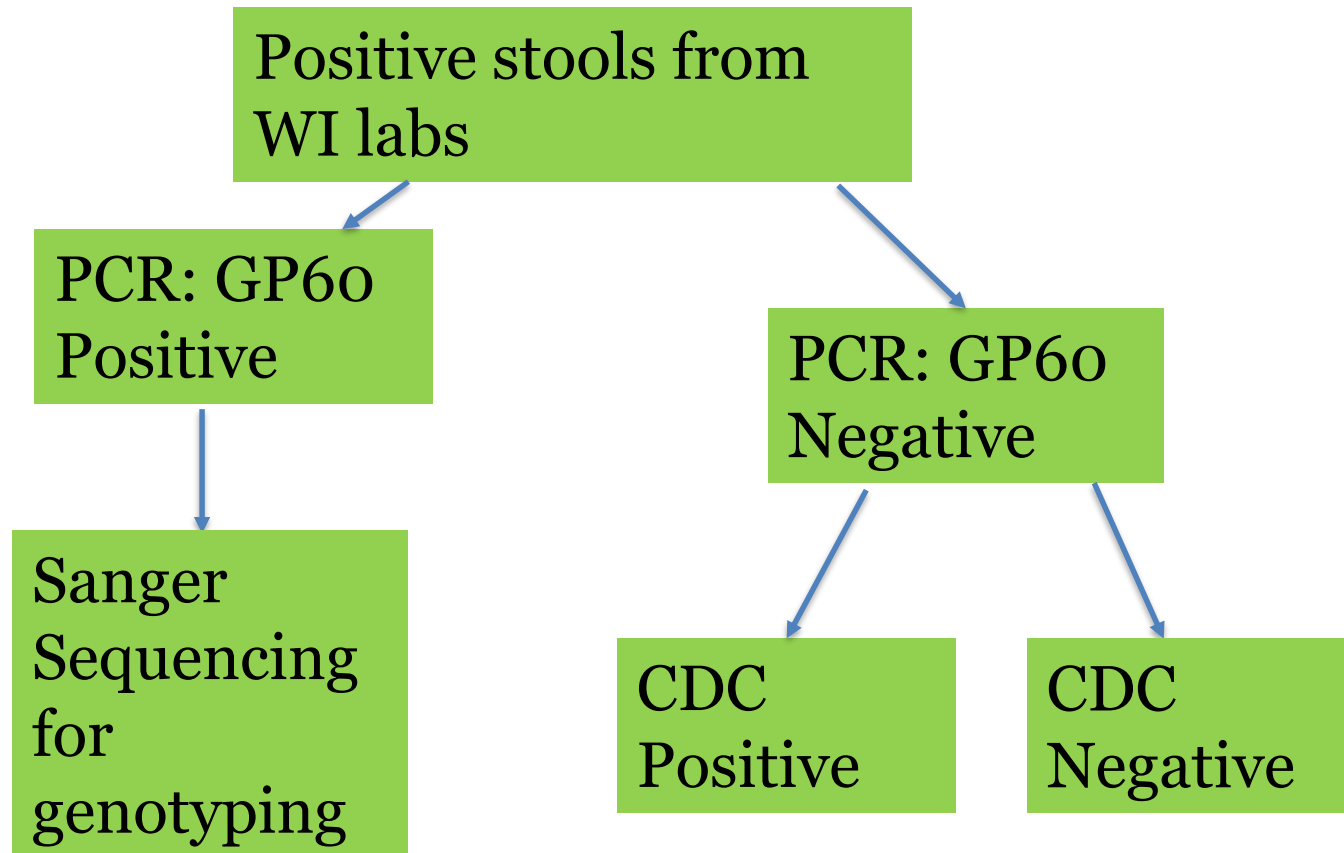 Positive stools from
WI labs
PCR: GP60
Positive
PCR: GP60
Negative
Sanger
Sequencing
for
genotyping
CDC
Positive
CDC
Negative